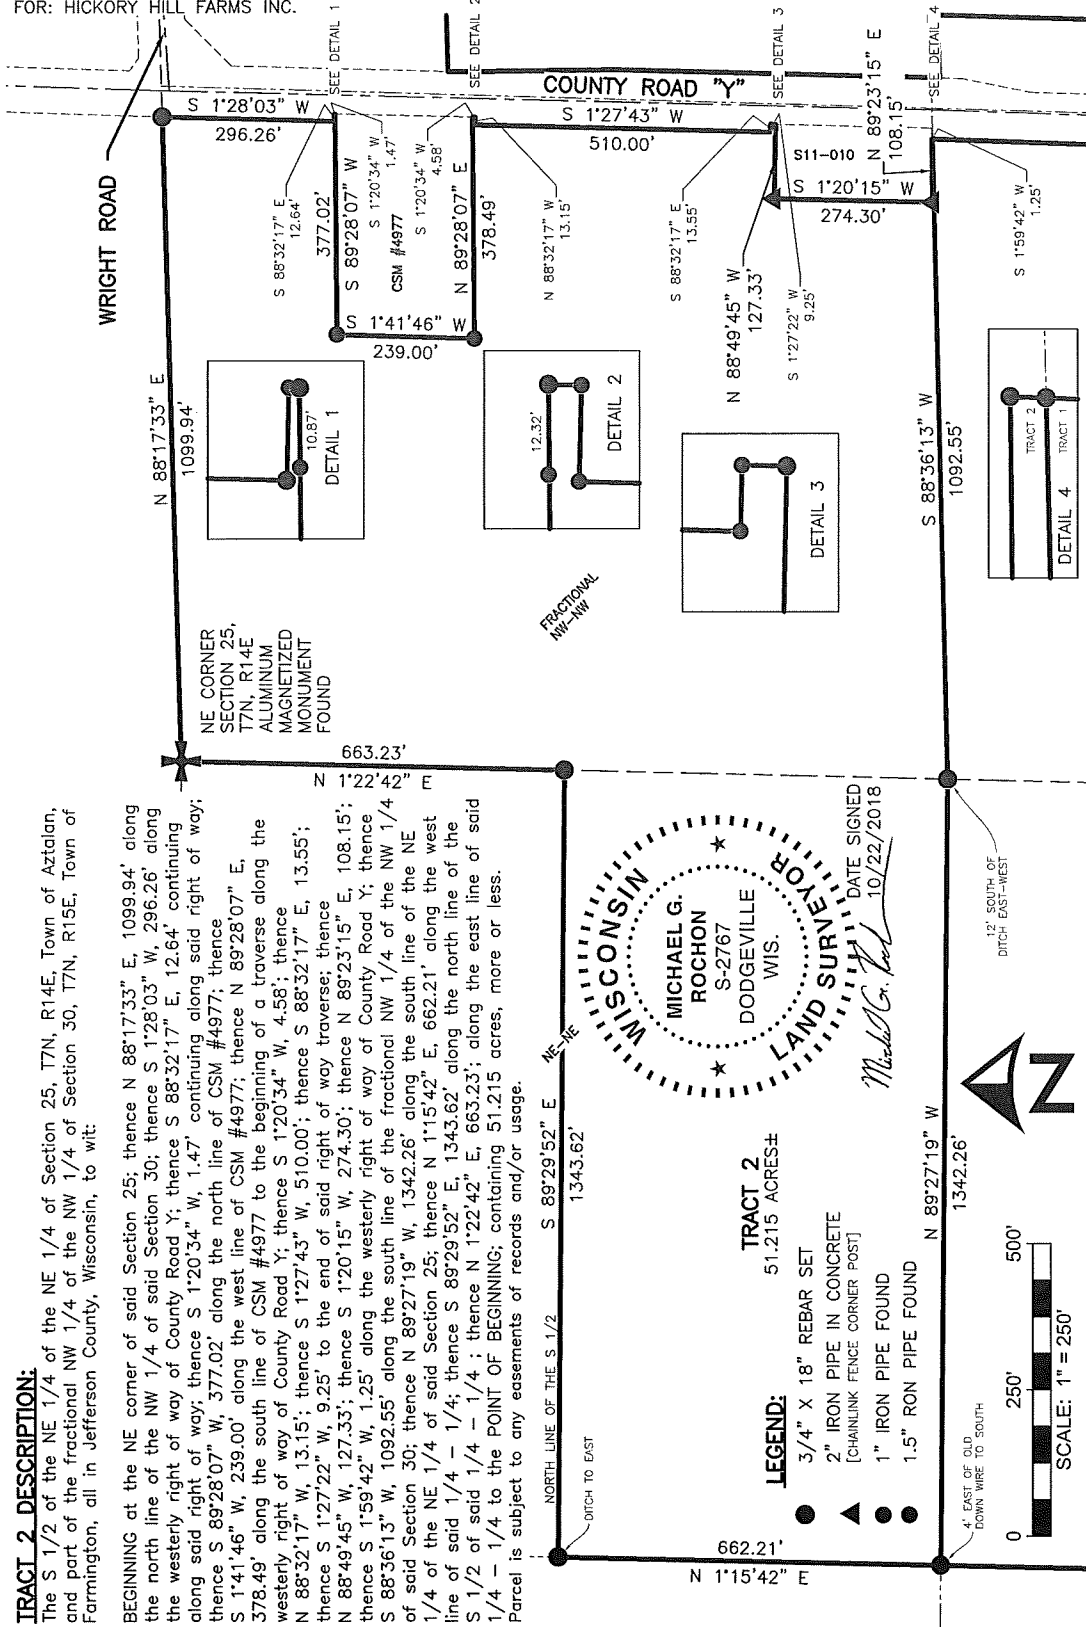 FOR: HICKORY HILL FARMS INC.
TRACT 2 DESCRIPTION:
The S 1/2 of the NE 1/4 of the NE 1/4 of Section 25, T7N, R14E, Town of Aztalan,
and part of the fractional NW 1/4 of the NW 1/4 of Section 30, T7N, R15E, Town of
Farmington, all in Jefferson County, Wisconsin, to wit:
BEGINNING at the NE corner of said Section 25; thence N 88°17'33" E, 1099.94' along
the north line of the NW 1/4 of said Section 30; thence S 1°28'03" W, 296.26' along
the westerly right of way of County Road Y; thence S 88°32'17" E, 12.64' continuing
along said right of way; thence S 1°20'34" W, 1.47' continuing along said right of way;
thence S 89°28'07" W, 377.02' along the north line of CSM #4977; thence
S 1°41'46" W, 239.00' along the west line of CSM #4977; thence N 89°28'07" E,
378.49' along the south line of CSM #4977 to the beginning of a traverse along the
westerly right of way of County Road Y; thence S 1°20'34" W, 4.58'; thence
N 88°32'17" W, 13.15'; thence S 1°27'43" W, 510.00'; thence S 88°32'17" E, 13.55';
thence S 1°27'22" W, 9.25' to the end of said right of way traverse; thence
N 88°49'45" W, 127.33'; thence S 1°20'15" W, 274.30'; thence N 89°23'15" E, 108.15';
thence S 1°59'42" W, 1.25' along the westerly right of way of County Road Y; thence
S 88°36'13" W, 1092.55' along the south line of the fractional NW 1/4 of the NW 1/4
of said Section 30; thence N 89°27'19" W, 1342.26' along the south line of the NE
1/4 of the NE 1/4 of said Section 25; thence N 1°15'42" E, 662.21' along the west
line of said 1/4 - 1/4; thence S 89°29'52" E, 1343.62' along the north line of the
S 1/2 of said 1/4 - 1/4 ; thence N 1°22'42" E, 663.23'; along the east line of said
1/4 - 1/4 to the POINT OF BEGINNING; containing 51.215 acres, more or less.
Parcel is subject to any easements of records and/or usage.
WRIGHT ROAD
N 88°17'33" E
1099.94'
NE CORNER
SECTION 25,
T7N, R14E
ALUMINUM
MAGNETIZED
MONUMENT
FOUND
S 1°28'03" W
296.26'
SEE DETAIL 1
S 88°32'17" E
12.64'
377.02'
S 89°28'07" W
S 1°20'34" W
1.47'
CSM #4977
S 1°20'34" W
4.58'
N 89°28'07" E
378.49'
S 1°41'46" W
239.00'
SEE DETAIL 2
N 88°32'17" W
13.15'
COUNTY ROAD "Y"
S 1°27'43" W
510.00'
S 88°32'17" E
13.55'
SEE DETAIL 3
N 88°49'45" W
127.33'
S 1°27'22" W
9.25'
S11-010
S 1°20'15" W
274.30'
N 89°23'15" E
108.15'
SEE DETAIL 4
S 1°59'42" W
1.25'
10.87'
DETAIL 1
12.32'
DETAIL 2
DETAIL 3
TRACT 2
TRACT 1
DETAIL 4
FRACTIONAL
NW-NW
663.23'
N 1°22'42" E
S 88°36'13" W
1092.55'
NORTH LINE OF THE S 1/2
S 89°29'52" E
1343.62'
NE-NE
DITCH TO EAST
WISCONSIN
MICHAEL G.
ROCHON
S-2767
DODGEVILLE
WIS.
LAND SURVEYOR
Michael G. Rochon
DATE SIGNED
10/22/2018
12' SOUTH OF
DITCH EAST-WEST
TRACT 2
51.215 ACRES±
LEGEND:
3/4" X 18" REBAR SET
2" IRON PIPE IN CONCRETE
[CHAINLINK FENCE CORNER POST]
1" IRON PIPE FOUND
1.5" RON PIPE FOUND
N
N 89°27'19" W
1342.26'
662.21'
N 1°15'42" E
4' EAST OF OLD
DOWN WIRE TO SOUTH
0 250' 500'
SCALE: 1" = 250'